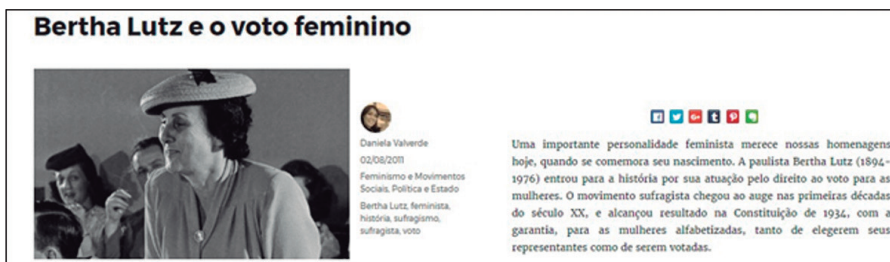 Bertha Lutz e o voto feminino
Daniela Valverde
02/08/2011
Feminismo e Movimentos
Sociais, Política e Estado
Bertha Lutz, feminista,
história, sufragismo,
sufragista, voto
Uma importante personalidade feminista merece nossas homenagens
hoje, quando se comemora seu nascimento. A paulista Bertha Lutz (1894-
1976) entrou para a história por sua atuação pelo direito ao voto para as
mulheres. O movimento sufragista chegou ao auge nas primeiras décadas
do século XX, e alcançou resultado na Constituição de 1934, com a
garantia, para as mulheres alfabetizadas, tanto de elegerem seus
representantes como de serem votadas.